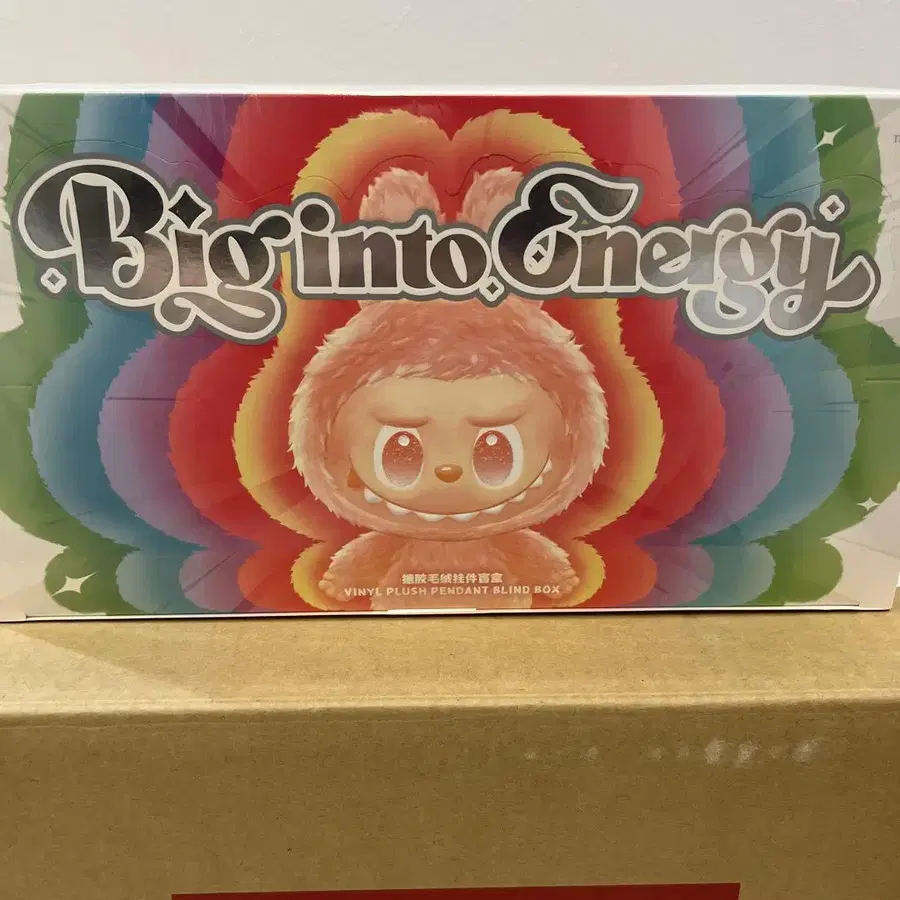 Big into Energy
搪胶毛绒挂件盲盒
VINYL PLUSH PENDANT BLIND BOX